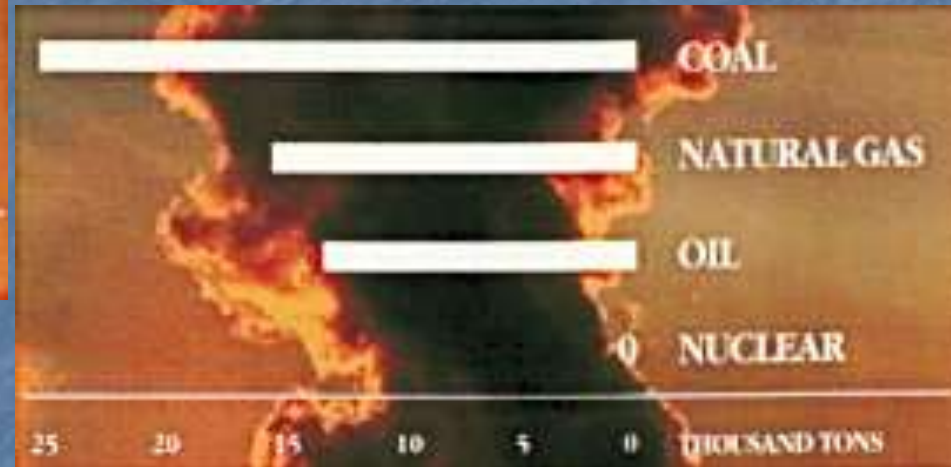 COAL
NATURAL GAS
OIL
0 NUCLEAR
25 20 15 10 5 0 THOUSAND TONS